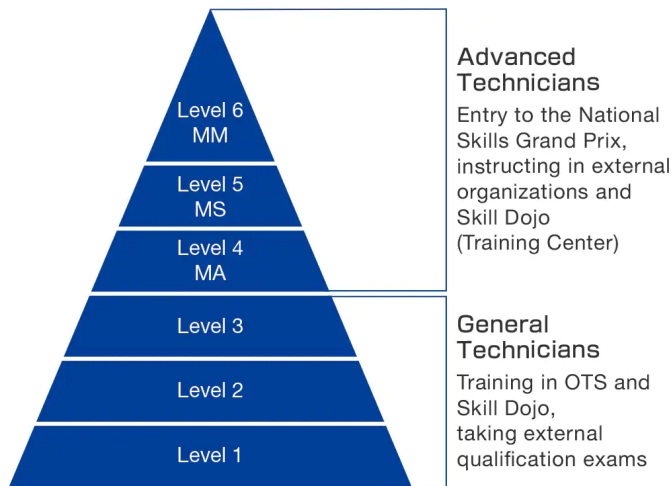 Level 6
MM
Level 5
MS
Level 4
MA
Level 3
Level 2
Level 1
Advanced
Technicians
Entry to the National
Skills Grand Prix,
instructing in external
organizations and
Skill Dojo
(Training Center)
General
Technicians
Training in OTS and
Skill Dojo,
taking external
qualification exams